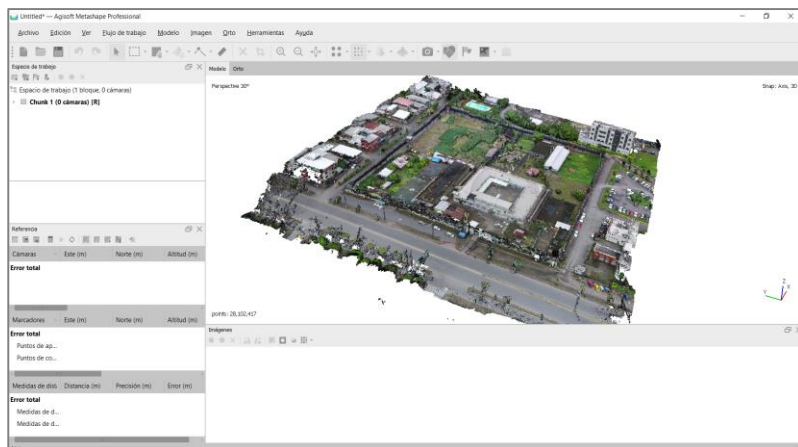 Untitled* — Agisoft Metashape Professional
Archivo Edición Ver Flujo de trabajo Modelo Imagen Orto Herramientas Ayuda
Espacio de trabajo
Espacio de trabajo (1 bloque, 0 cámaras)
Chunk 1 (0 cámaras) [R]
Modelo Orto
Perspectiva 30°
Snap: Axis, 3D
points: 28,102,417
Z
X
Y
Referencia
Cámaras Este (m) Norte (m) Altitud (m)
Error total
Marcadores Este (m) Norte (m) Altitud (m)
Error total
Puntos de ap...
Puntos de co...
Medidas de dist. Distancia (m) Precisión (m) Error (m)
Error total
Medidas de d...
Medidas de d...
Imágenes